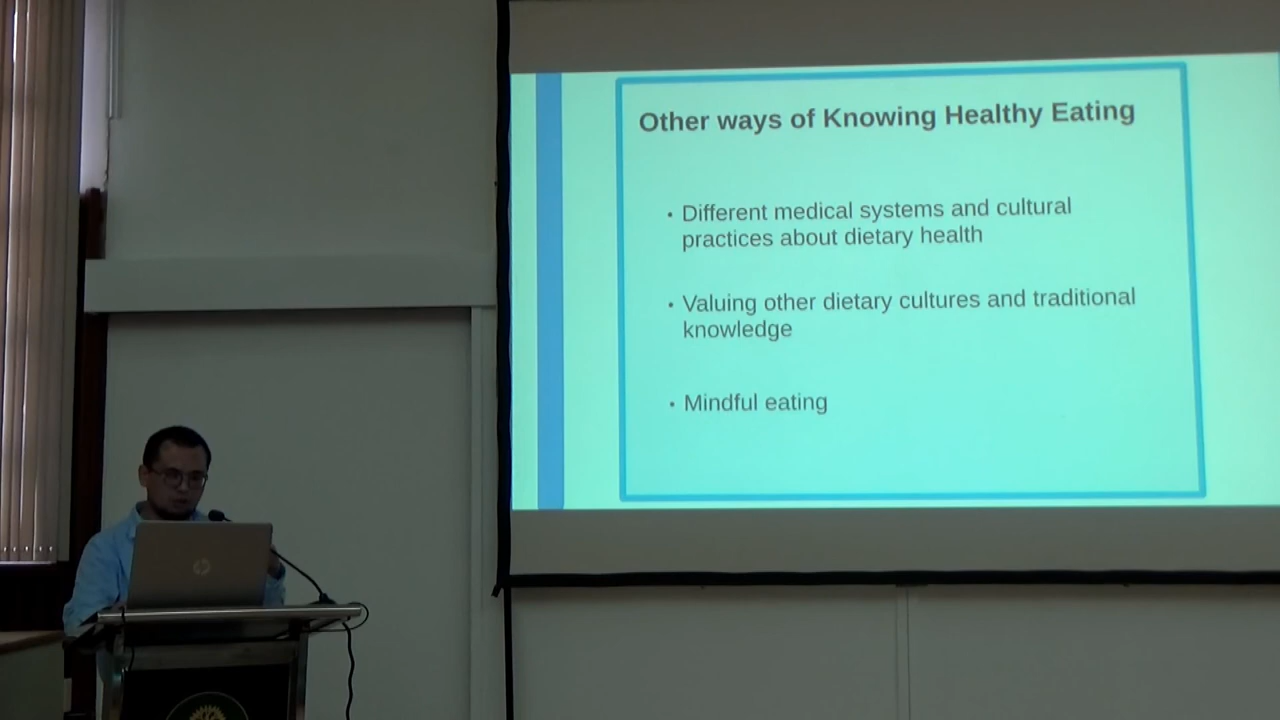 Other ways of Knowing Healthy Eating
• Different medical systems and cultural
practices about dietary health
• Valuing other dietary cultures and traditional
knowledge
• Mindful eating
hp